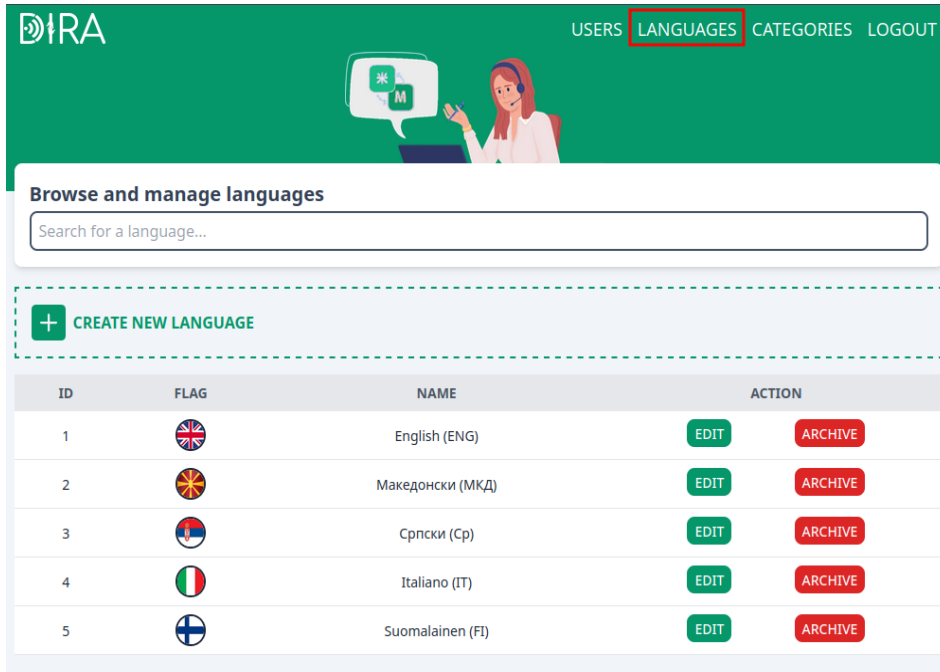 DIRA
USERS LANGUAGES CATEGORIES LOGOUT
M
Browse and manage languages
Search for a language...
CREATE NEW LANGUAGE
ID FLAG NAME ACTION
1 English (ENG) EDIT ARCHIVE
2 Македонски (МКД) EDIT ARCHIVE
3 Српски (Ср) EDIT ARCHIVE
4 Italiano (IT) EDIT ARCHIVE
5 Suomalainen (FI) EDIT ARCHIVE